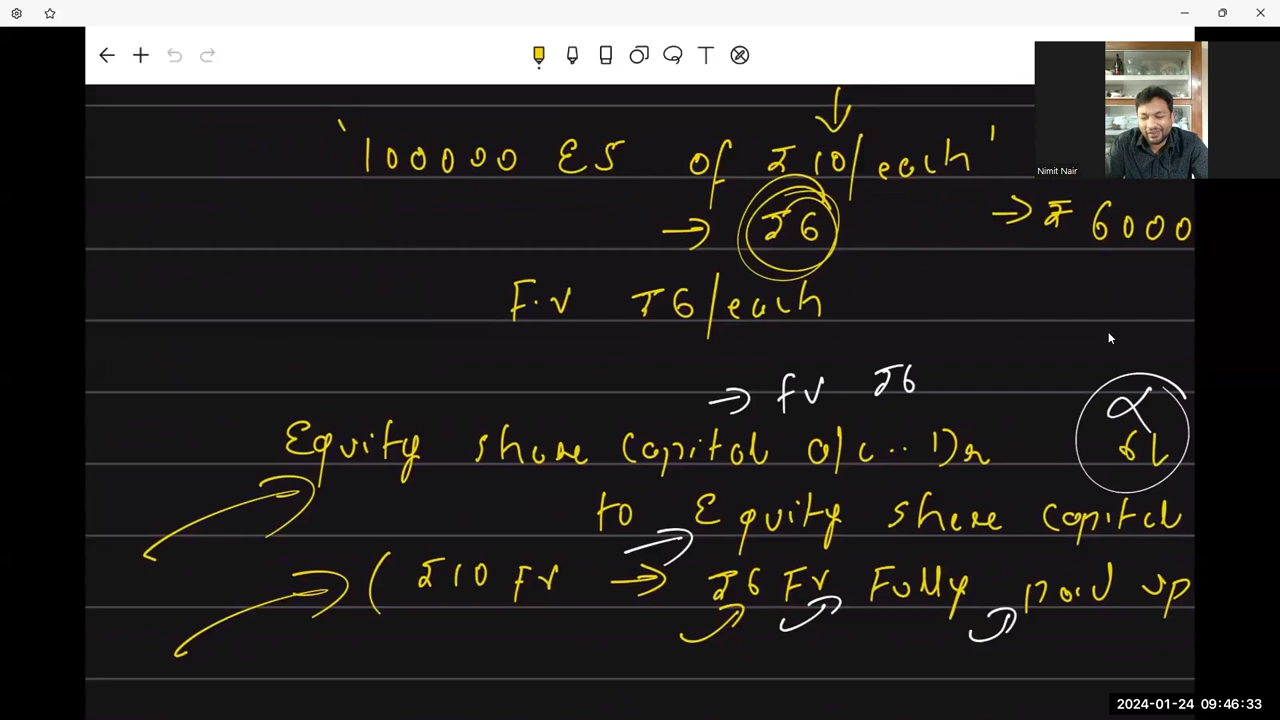 '100000 ES of ₹10/each'
→ ₹6
→ ₹6000
F.V ₹6/each
→ FV ₹6
Equity share capital a/c .. Dr 6L
to Equity share capital
(₹10 FV → ₹6 FV Fully paid up
Nimit Nair
2024-01-24 09:46:33